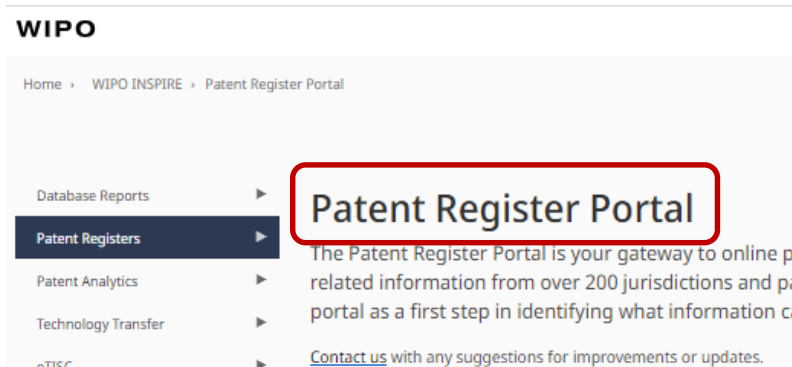 WIPO
Home › WIPO INSPIRE › Patent Register Portal
Database Reports
Patent Registers
Patent Analytics
Technology Transfer
eTISC
Patent Register Portal
The Patent Register Portal is your gateway to online
related information from over 200 jurisdictions and
portal as a first step in identifying what information
Contact us with any suggestions for improvements or updates.